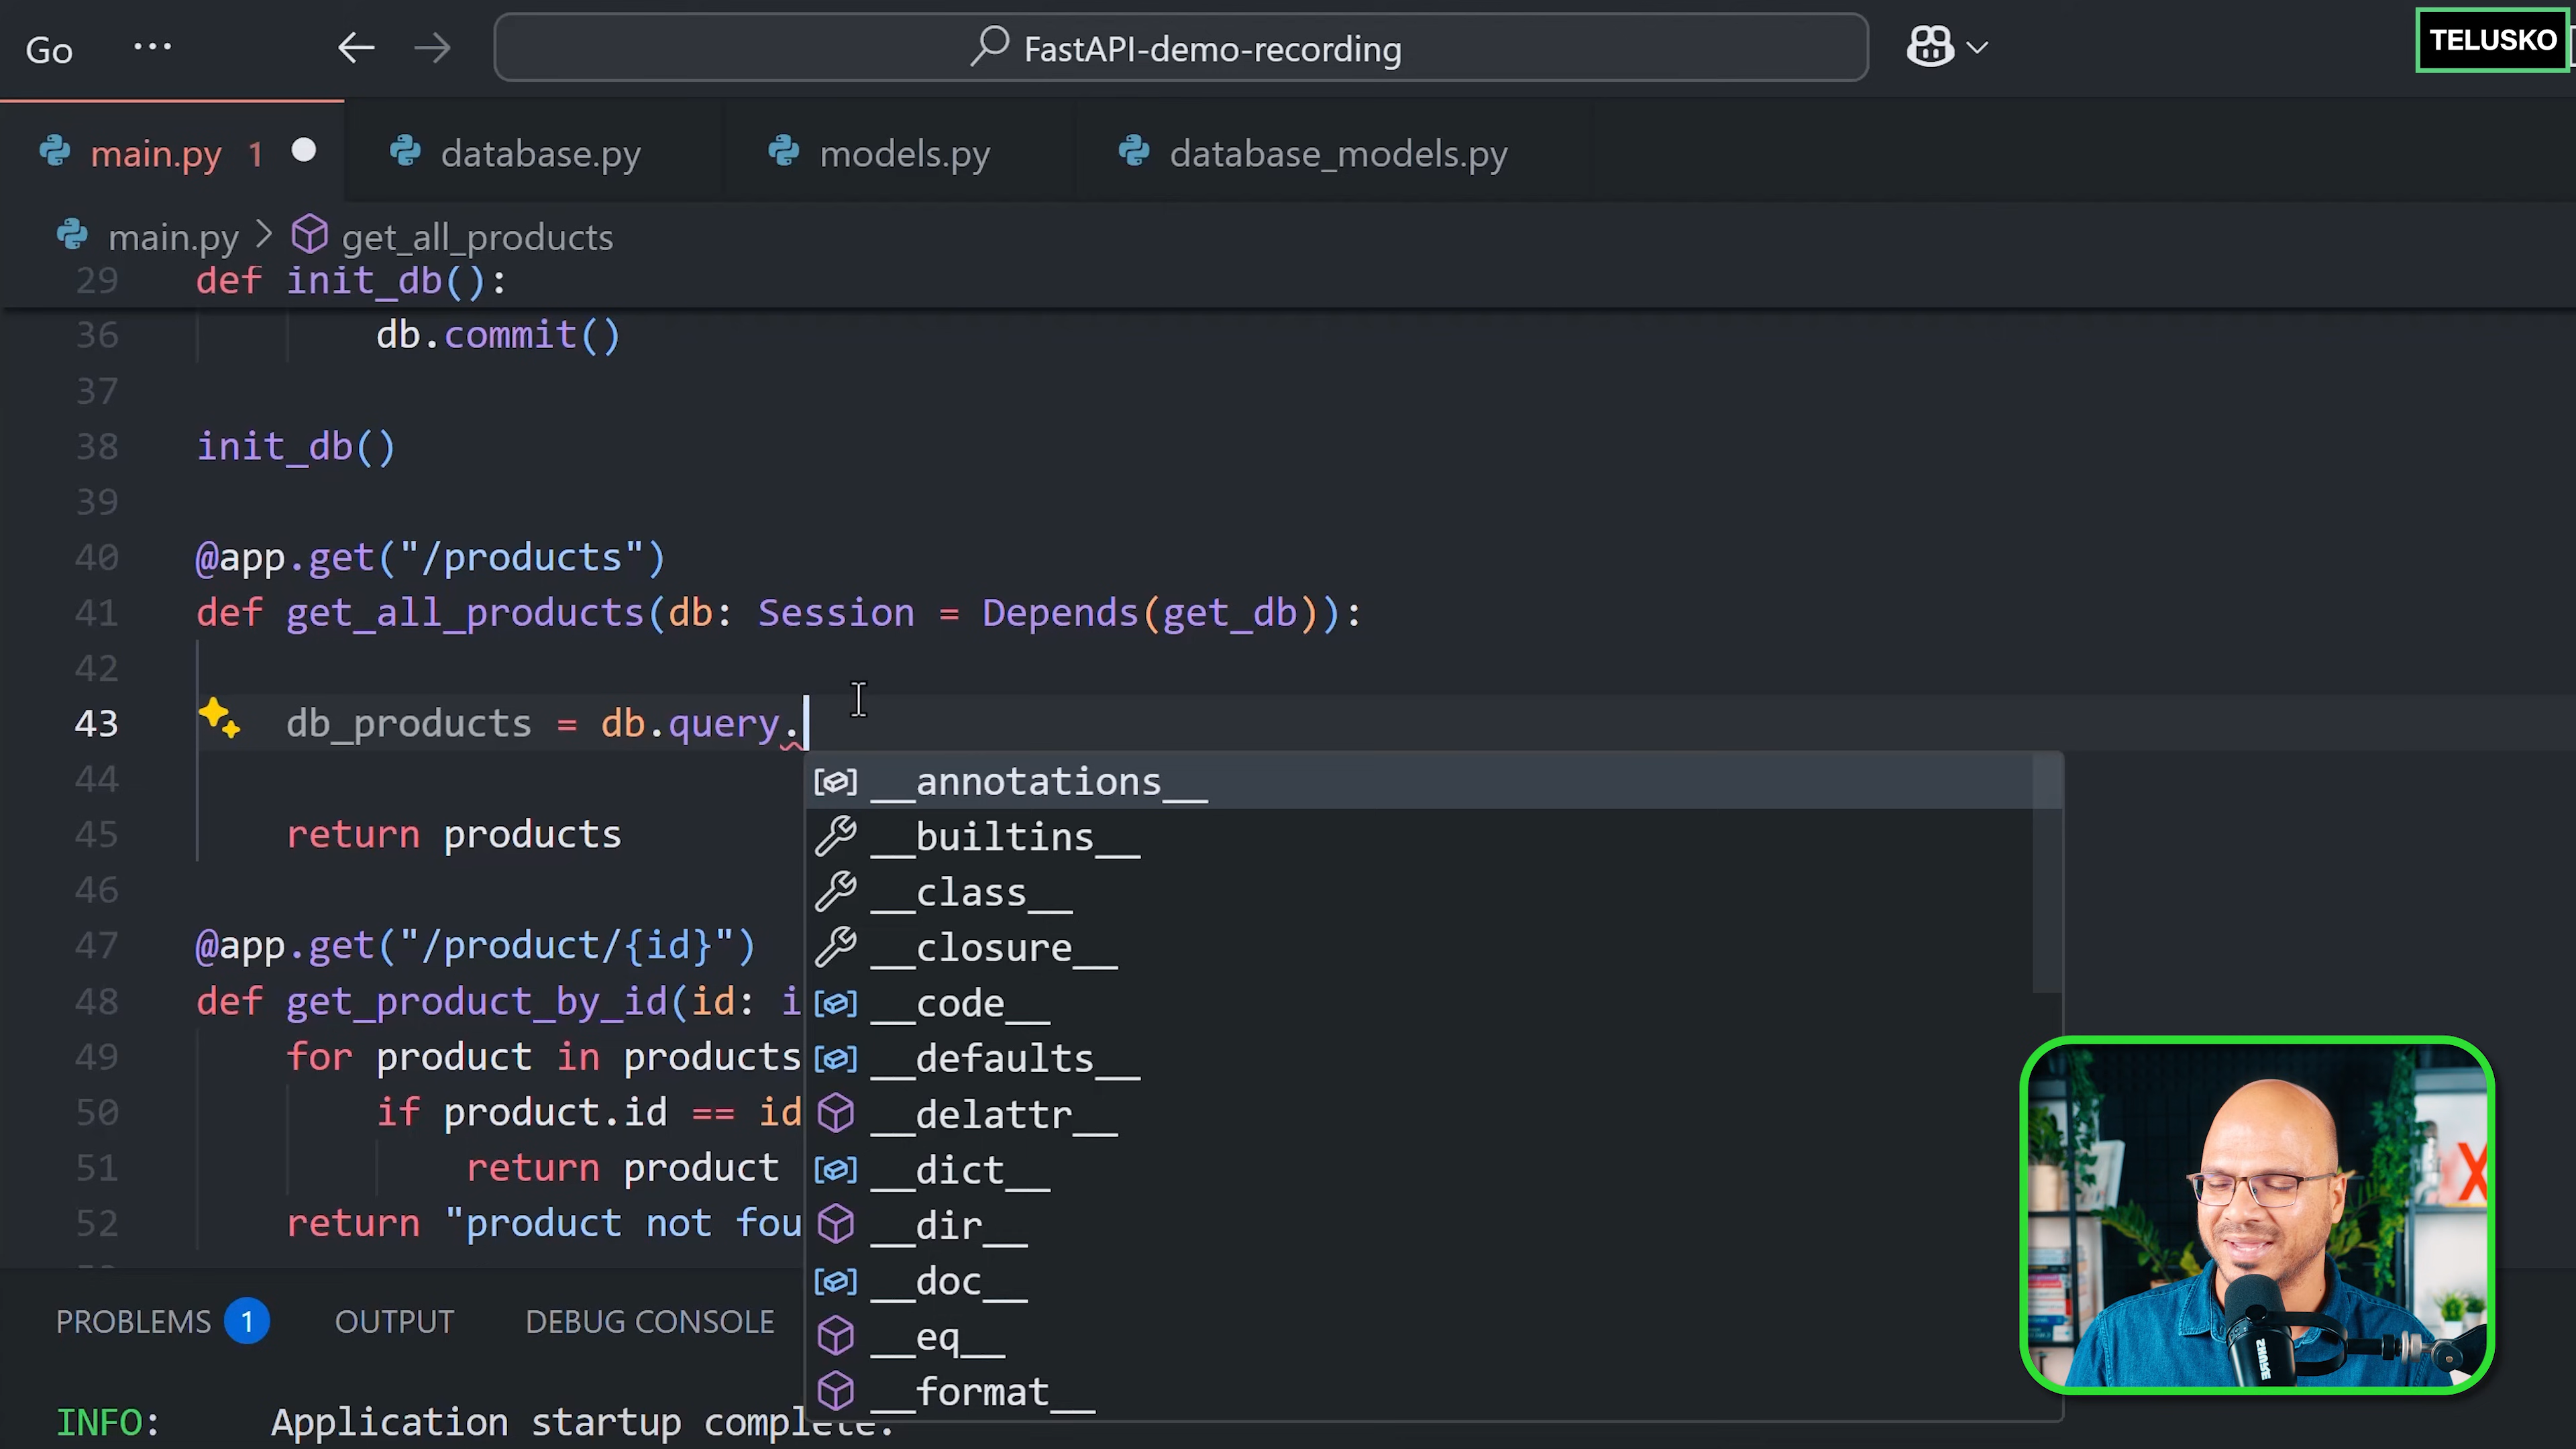 Go ··· FastAPI-demo-recording TELUSKO
main.py 1 database.py models.py database_models.py
main.py > get_all_products
29 def init_db():
36 db.commit()
37
38 init_db()
39
40 @app.get("/products")
41 def get_all_products(db: Session = Depends(get_db)):
42
43 db_products = db.query.
44
45 return products
46
47 @app.get("/product/{id}")
48 def get_product_by_id(id: i
49 for product in products
50 if product.id == id
51 return product
52 return "product not fou
__annotations__
__builtins__
__class__
__closure__
__code__
__defaults__
__delattr__
__dict__
__dir__
__doc__
__eq__
__format__
PROBLEMS 1 OUTPUT DEBUG CONSOLE
INFO: Application startup complete.
X
SHURE